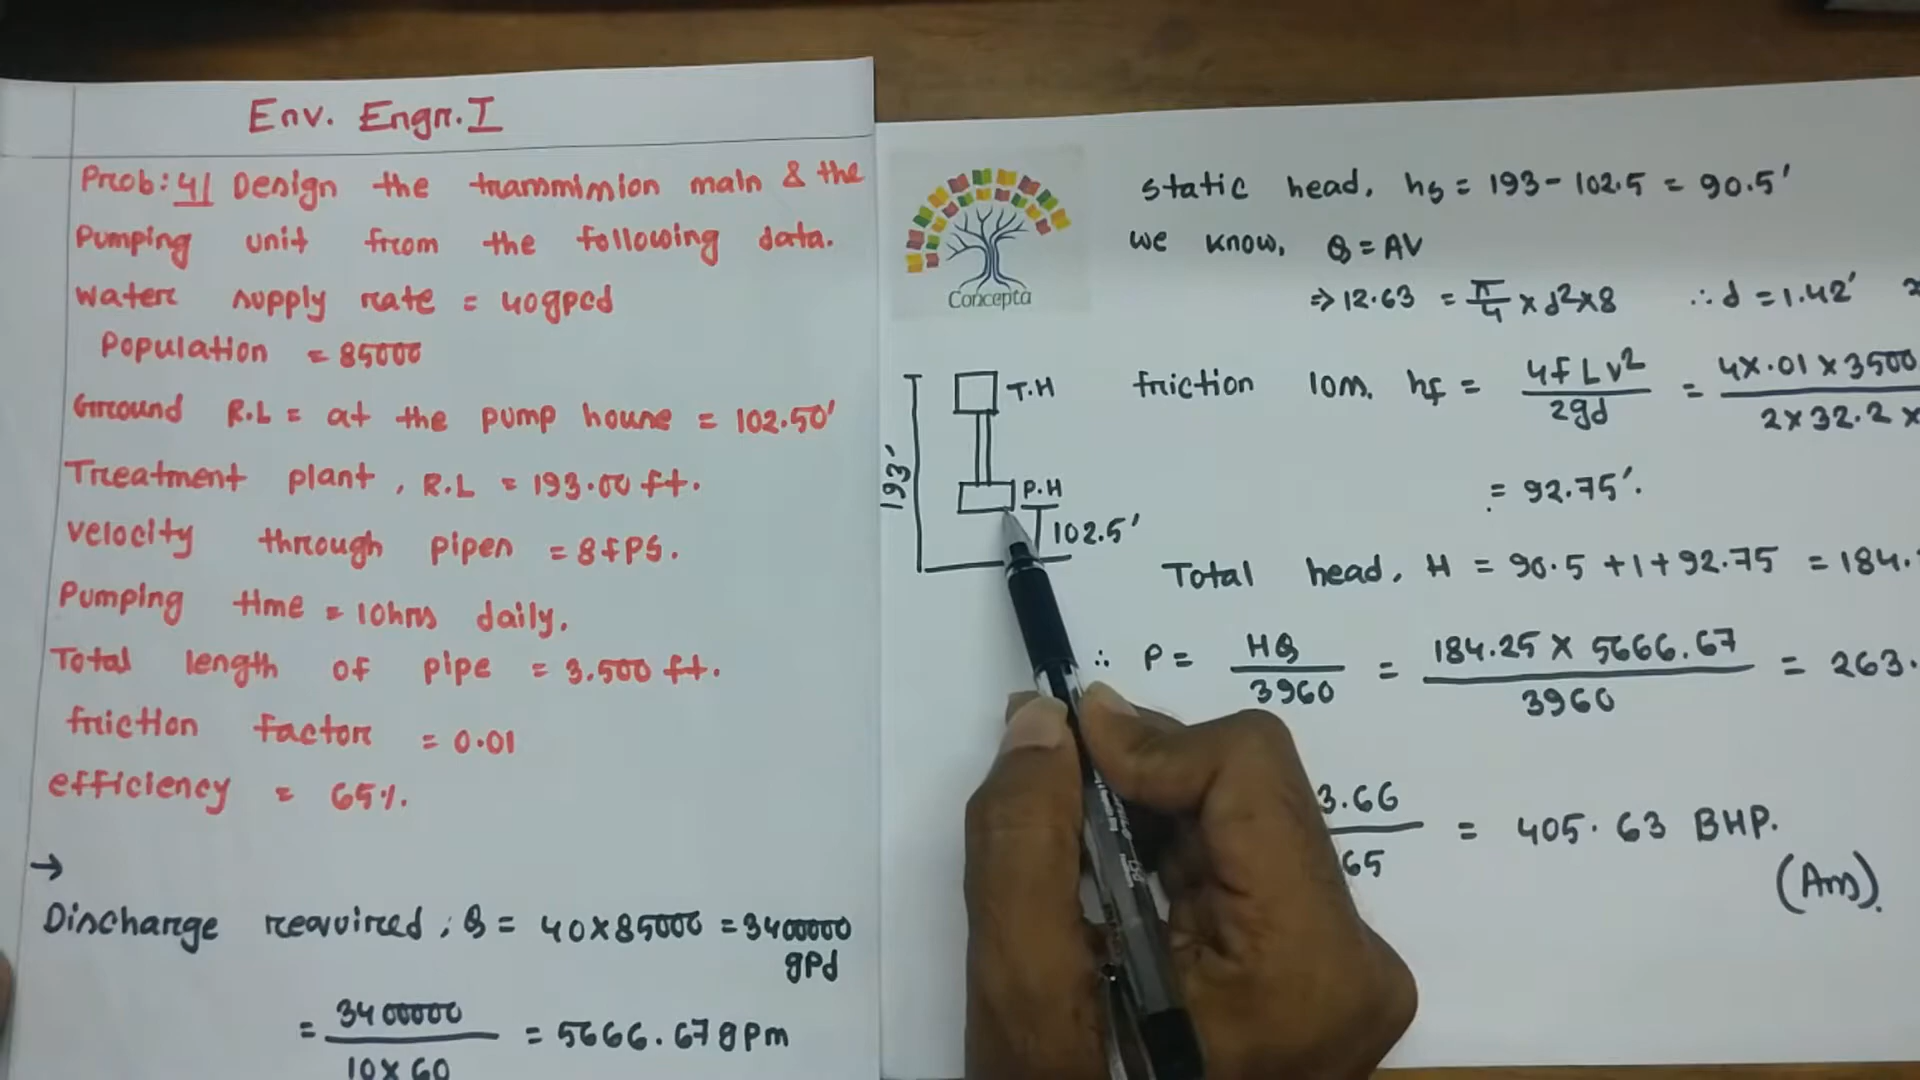 Env. Engr. I
Prob: 41 Design the transmission main & the
Pumping unit from the following data.
Water supply rate = 40gpcd
Population = 85000
Ground R.L = at the pump house = 102.50'
Treatment plant, R.L = 193.00 ft.
Velocity through pipes = 8fPS.
Pumping time = 10hrs daily.
Total length of pipe = 3,500 ft.
friction factor = 0.01
efficiency = 65%.
→
Discharge required, Q = 40×85000 = 3400000
gPd
= 3400000 / 10×60 = 5666.67gpm
Concepta
193'
T.H
P.H
102.5'
static head, hs = 193 - 102.5 = 90.5'
we know, Q = AV
⇒ 12.63 = π/4 × d²×8 ∴ d = 1.42'
friction loss, hf = 4fLv² / 2gd = 4×.01×3500 / 2×32.2×
= 92.75'.
Total head, H = 90.5 + 1 + 92.75 = 184.
∴ P = HQ / 3960 = 184.25 × 5666.67 / 3960 = 263.
3.66 / 65 = 405.63 BHP.
(Ans).